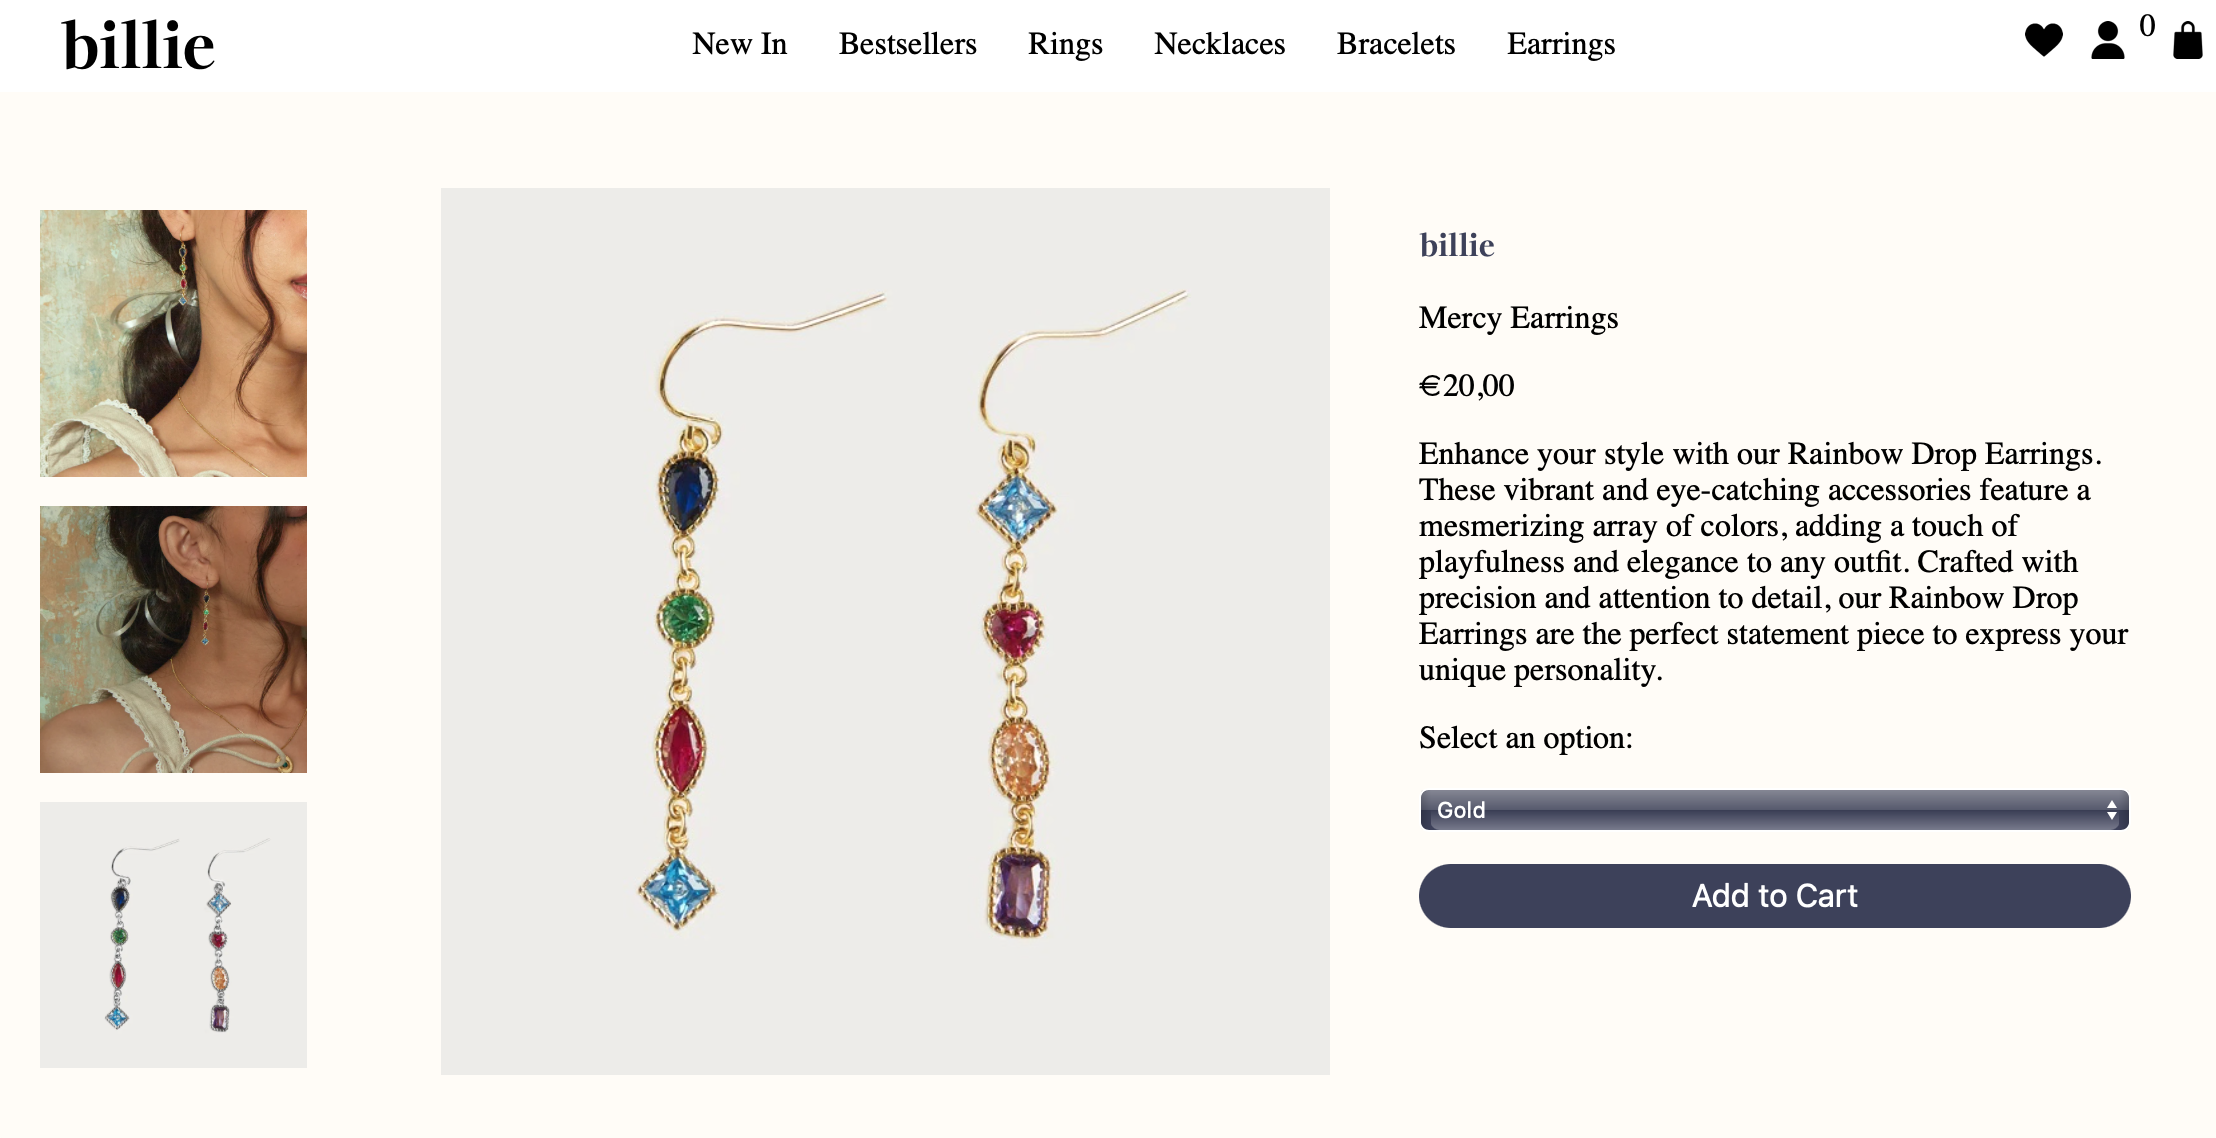 billie
New In
Bestsellers
Rings
Necklaces
Bracelets
Earrings
0
billie
Mercy Earrings
€20,00
Enhance your style with our Rainbow Drop Earrings.
These vibrant and eye-catching accessories feature a
mesmerizing array of colors, adding a touch of
playfulness and elegance to any outfit. Crafted with
precision and attention to detail, our Rainbow Drop
Earrings are the perfect statement piece to express your
unique personality.
Select an option:
Gold
Add to Cart